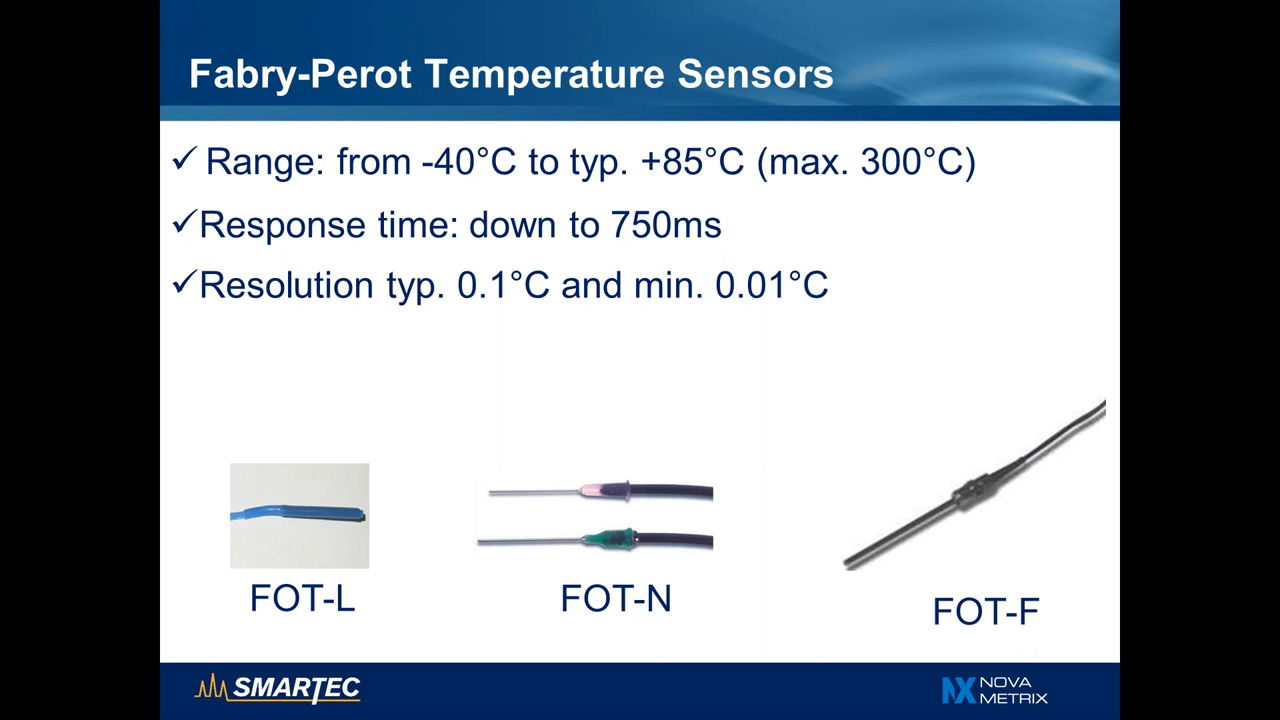 Fabry-Perot Temperature Sensors
✓ Range: from -40°C to typ. +85°C (max. 300°C)
✓Response time: down to 750ms
✓Resolution typ. 0.1°C and min. 0.01°C
FOT-L
FOT-N
FOT-F
SMARTEC
NOVA
METRIX